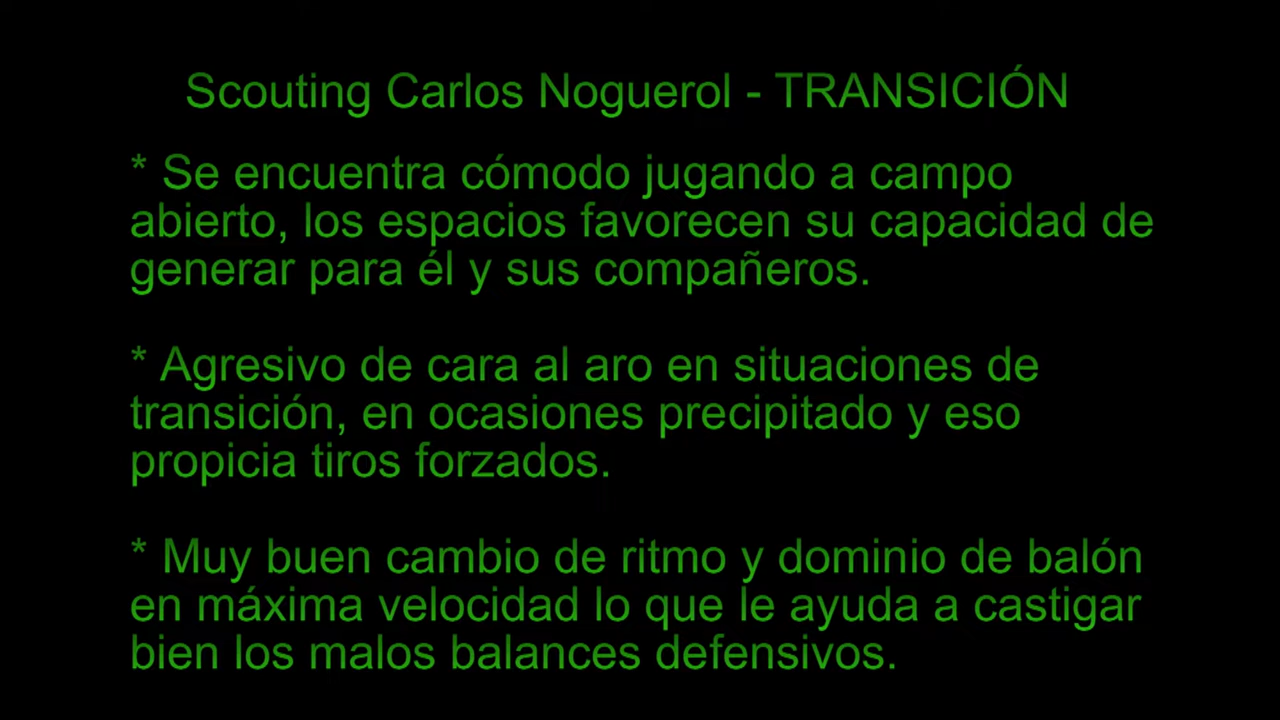 Scouting Carlos Noguerol - TRANSICIÓN
* Se encuentra cómodo jugando a campo
abierto, los espacios favorecen su capacidad de
generar para él y sus compañeros.
* Agresivo de cara al aro en situaciones de
transición, en ocasiones precipitado y eso
propicia tiros forzados.
* Muy buen cambio de ritmo y dominio de balón
en máxima velocidad lo que le ayuda a castigar
bien los malos balances defensivos.